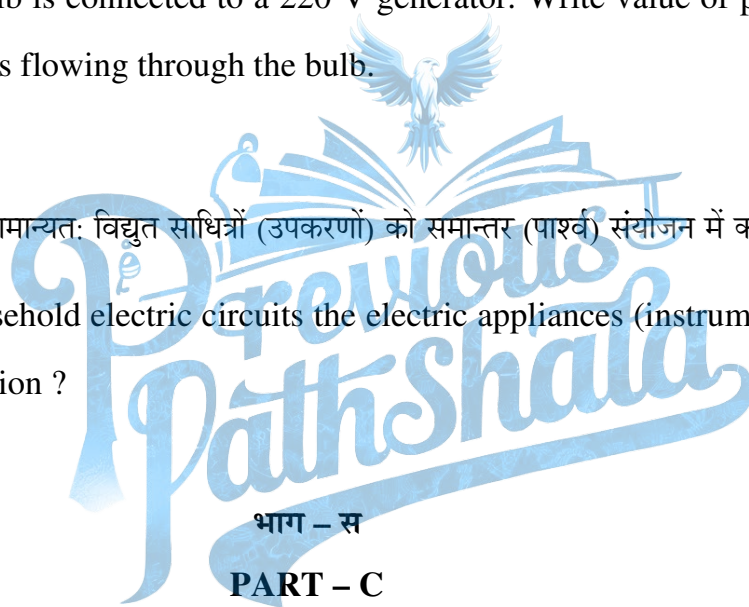 lb is connected to a 220 V generator. Write value of p
s flowing through the bulb.
मान्यत: विद्युत साधित्रों (उपकरणों) को समान्तर (पार्श्व) संयोजन में क
sehold electric circuits the electric appliances (instrum
ion ?
Previous
PathShala
भाग – स
PART – C